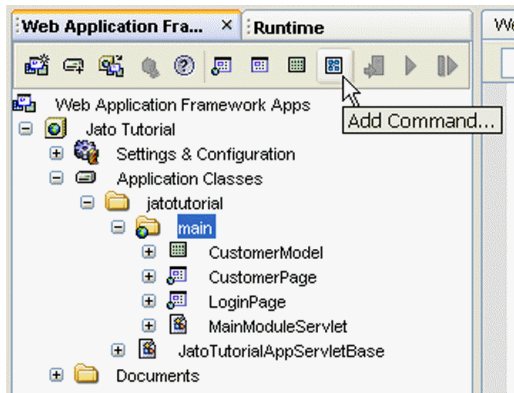 Web Application Fra... × Runtime We
Add Command...
Web Application Framework Apps
Jato Tutorial
Settings & Configuration
Application Classes
jatotutorial
main
CustomerModel
CustomerPage
LoginPage
MainModuleServlet
JatoTutorialAppServletBase
Documents